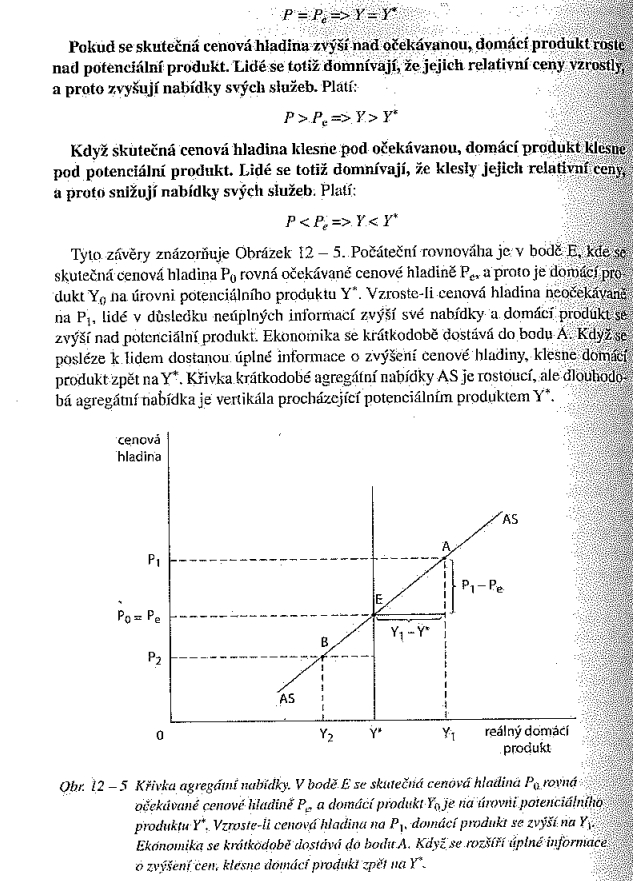 P = Pₑ => Y = Y*
Pokud se skutečná cenová hladina zvýší nad očekávanou, domácí produkt roste
nad potenciální produkt. Lidé se totiž domnívají, že jejich relativní ceny vzrostly,
a proto zvyšují nabídky svých služeb. Platí:
P > Pₑ => Y > Y*
Když skutečná cenová hladina klesne pod očekávanou, domácí produkt klesne
pod potenciální produkt. Lidé se totiž domnívají, že klesly jejich relativní ceny,
a proto snižují nabídky svých služeb. Platí:
P < Pₑ => Y < Y*
Tyto závěry znázorňuje Obrázek 12 – 5. Počáteční rovnováha je v bodě E, kde se
skutečná cenová hladina P₀ rovná očekávané cenové hladině Pₑ, a proto je domácí pro-
dukt Y₀ na úrovni potenciálního produktu Y*. Vzroste-li cenová hladina neočekávaně
na P₁, lidé v důsledku neúplných informací zvýší své nabídky a domácí produkt se
zvýší nad potenciální produkt. Ekonomika se krátkodobě dostává do bodu A. Když se
posléze k lidem dostanou úplné informace o zvýšení cenové hladiny, klesne domácí
produkt zpět na Y*. Křivka krátkodobé agregátní nabídky AS je rostoucí, ale dlouhodo-
bá agregátní nabídka je vertikála procházející potenciálním produktem Y*.
cenová
hladina
AS
A
P₁
P₁ – Pₑ
E
P₀ = Pₑ
Y₁ – Y*
B
P₂
AS
0
Y₂
Y*
Y₁
reálný domácí
produkt
Obr. 12 – 5 Křivka agregátní nabídky. V bodě E se skutečná cenová hladina P₀ rovná
očekávané cenové hladině Pₑ a domácí produkt Y₀ je na úrovni potenciálního
produktu Y*. Vzroste-li cenová hladina na P₁, domácí produkt se zvýší na Y₁.
Ekonomika se krátkodobě dostává do bodu A. Když se rozšíří úplné informace
o zvýšení cen, klesne domácí produkt zpět na Y*.